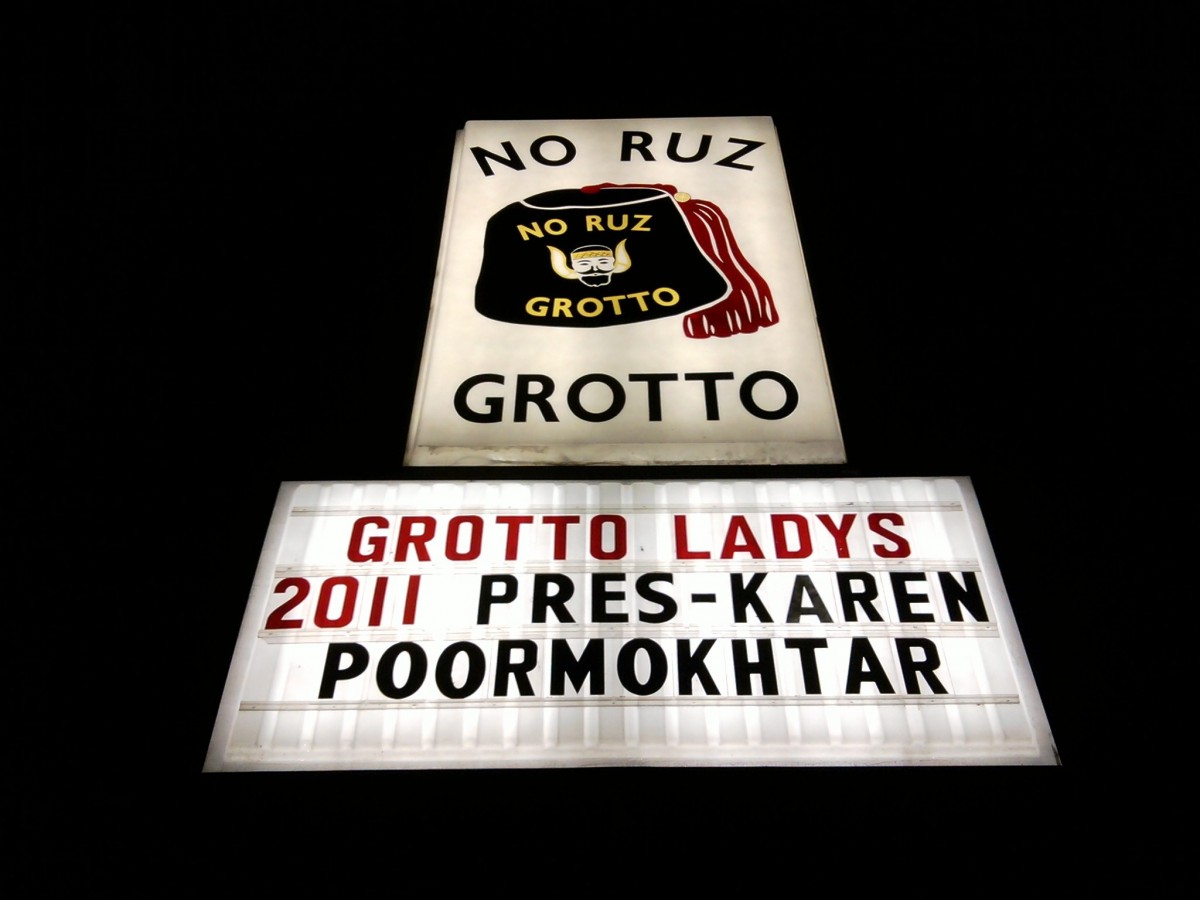 NO RUZ
NO RUZ
GROTTO
GROTTO
GROTTO LADYS
2011 PRES-KAREN
POORMOKHTAR